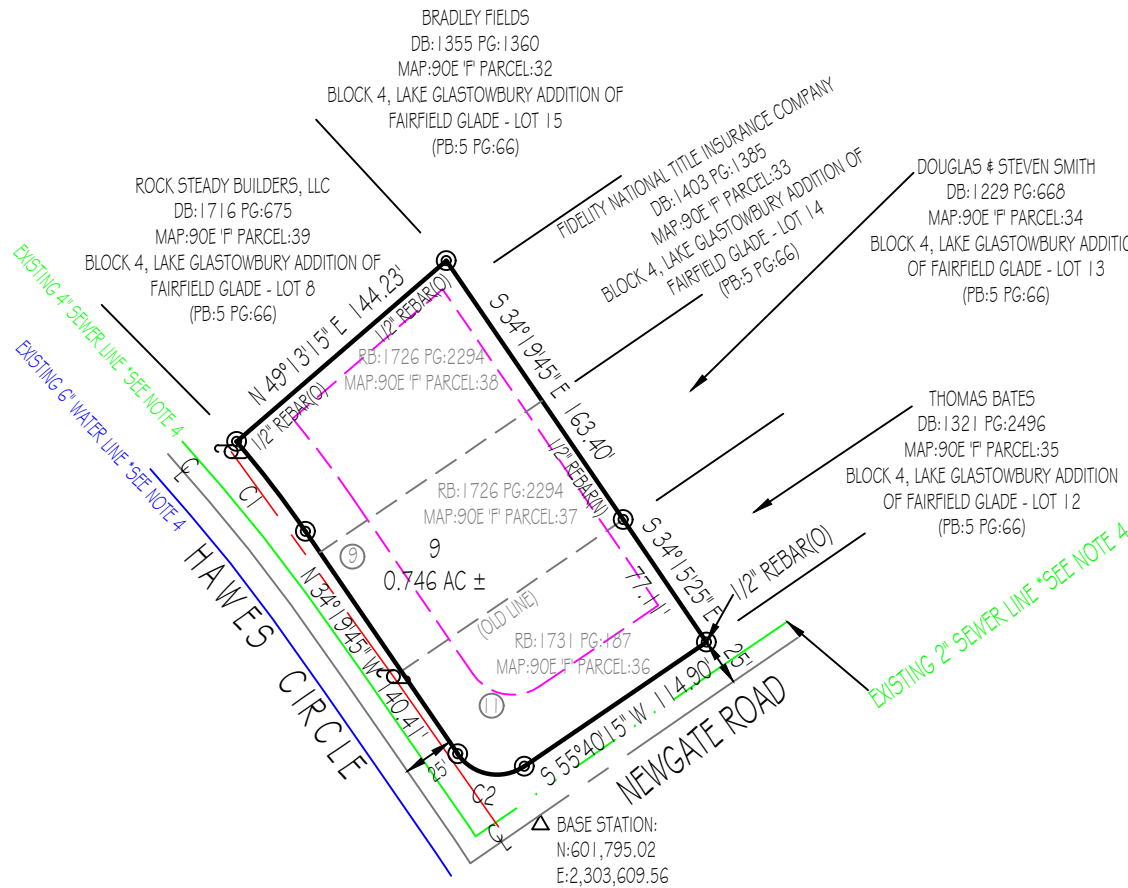 BRADLEY FIELDS
DB:1355 PG:1360
MAP:90E 'F' PARCEL:32
BLOCK 4, LAKE GLASTOWBURY ADDITION OF
FAIRFIELD GLADE - LOT 15
(PB:5 PG:66)
FIDELITY NATIONAL TITLE INSURANCE COMPANY
DB:1403 PG:1385
MAP:90E 'F' PARCEL:33
BLOCK 4, LAKE GLASTOWBURY ADDITION OF
FAIRFIELD GLADE - LOT 14
(PB:5 PG:66)
DOUGLAS & STEVEN SMITH
DB:1229 PG:668
MAP:90E 'F' PARCEL:34
BLOCK 4, LAKE GLASTOWBURY ADDITIO
OF FAIRFIELD GLADE - LOT 13
(PB:5 PG:66)
ROCK STEADY BUILDERS, LLC
DB:1716 PG:675
MAP:90E 'F' PARCEL:39
BLOCK 4, LAKE GLASTOWBURY ADDITION OF
FAIRFIELD GLADE - LOT 8
(PB:5 PG:66)
EXISTING 4" SEWER LINE *SEE NOTE 4
EXISTING 6" WATER LINE *SEE NOTE 4
N 49°13'15" E 144.23'
1/2" REBAR(O)
1/2" REBAR(O)
S 34°19'45" E 163.40'
1/2" REBAR(N)
RB:1726 PG:2294
MAP:90E 'F' PARCEL:38
THOMAS BATES
DB:1321 PG:2496
MAP:90E 'F' PARCEL:35
BLOCK 4, LAKE GLASTOWBURY ADDITION
OF FAIRFIELD GLADE - LOT 12
(PB:5 PG:66)
C1
RB:1726 PG:2294
MAP:90E 'F' PARCEL:37
9
9
0.746 AC ±
S 34°15'25" E
77.11'
1/2" REBAR(O)
(OLD LINE)
RB:1731 PG:187
MAP:90E 'F' PARCEL:36
11
N 34°19'45" W 140.41'
25'
HAWES CIRCLE
C2
S 55°40'15" W 114.90'
25'
NEWGATE ROAD
EXISTING 2" SEWER LINE *SEE NOTE 4
CL
CL
BASE STATION:
N:601,795.02
E:2,303,609.56